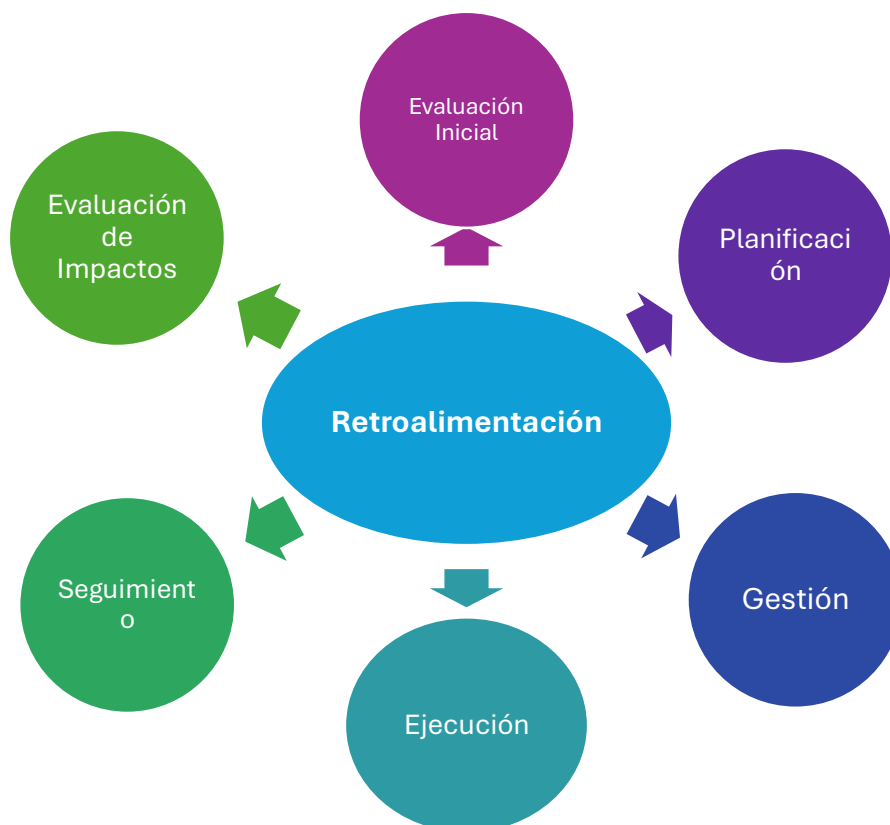 Evaluación
Inicial
Planificaci
ón
Gestión
Ejecución
Seguimient
o
Evaluación
de
Impactos
Retroalimentación